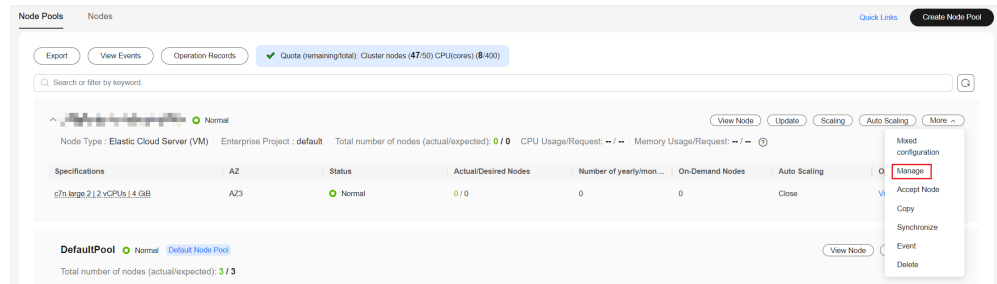 Node Pools Nodes Quick Links Create Node Pool
Export View Events Operation Records Quota (remaining/total): Cluster nodes (47/50) CPU(cores) (8/400)
Search or filter by keyword.
Normal View Node Update Scaling Auto Scaling More
Node Type : Elastic Cloud Server (VM) Enterprise Project : default Total number of nodes (actual/expected): 0 / 0 CPU Usage/Request: -- / -- Memory Usage/Request: -- / --
Mixed
configuration
Specifications AZ Status Actual/Desired Nodes Number of yearly/mon... On-Demand Nodes Auto Scaling
Manage
c7n.large.2 | 2 vCPUs | 4 GiB AZ3 Normal 0 / 0 0 0 Close
Accept Node
Copy
Synchronize
DefaultPool Normal Default Node Pool View Node
Event
Delete
Total number of nodes (actual/expected): 3 / 3